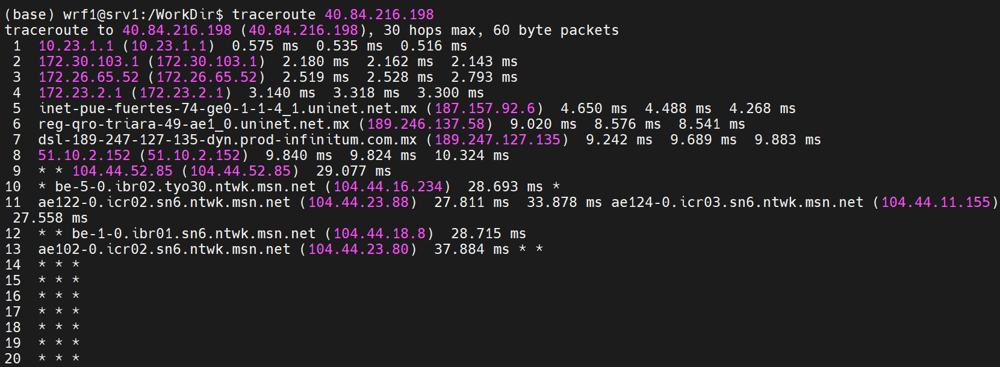 (base) wrf1@srv1:/WorkDir$ traceroute 40.84.216.198
traceroute to 40.84.216.198 (40.84.216.198), 30 hops max, 60 byte packets
 1  10.23.1.1 (10.23.1.1)  0.575 ms  0.535 ms  0.516 ms
 2  172.30.103.1 (172.30.103.1)  2.180 ms  2.162 ms  2.143 ms
 3  172.26.65.52 (172.26.65.52)  2.519 ms  2.528 ms  2.793 ms
 4  172.23.2.1 (172.23.2.1)  3.140 ms  3.318 ms  3.300 ms
 5  inet-pue-fuertes-74-ge0-1-1-4_1.uninet.net.mx (187.157.92.6)  4.650 ms  4.488 ms  4.268 ms
 6  reg-qro-triara-49-ae1_0.uninet.net.mx (189.246.137.58)  9.020 ms  8.576 ms  8.541 ms
 7  dsl-189-247-127-135-dyn.prod-infinitum.com.mx (189.247.127.135)  9.242 ms  9.689 ms  9.883 ms
 8  51.10.2.152 (51.10.2.152)  9.840 ms  9.824 ms  10.324 ms
 9  * * 104.44.52.85 (104.44.52.85)  29.077 ms
10  * be-5-0.ibr02.tyo30.ntwk.msn.net (104.44.16.234)  28.693 ms *
11  ae122-0.icr02.sn6.ntwk.msn.net (104.44.23.88)  27.811 ms  33.878 ms ae124-0.icr03.sn6.ntwk.msn.net (104.44.11.155)
 27.558 ms
12  * * be-1-0.ibr01.sn6.ntwk.msn.net (104.44.18.8)  28.715 ms
13  ae102-0.icr02.sn6.ntwk.msn.net (104.44.23.80)  37.884 ms * *
14  * * *
15  * * *
16  * * *
17  * * *
18  * * *
19  * * *
20  * * *